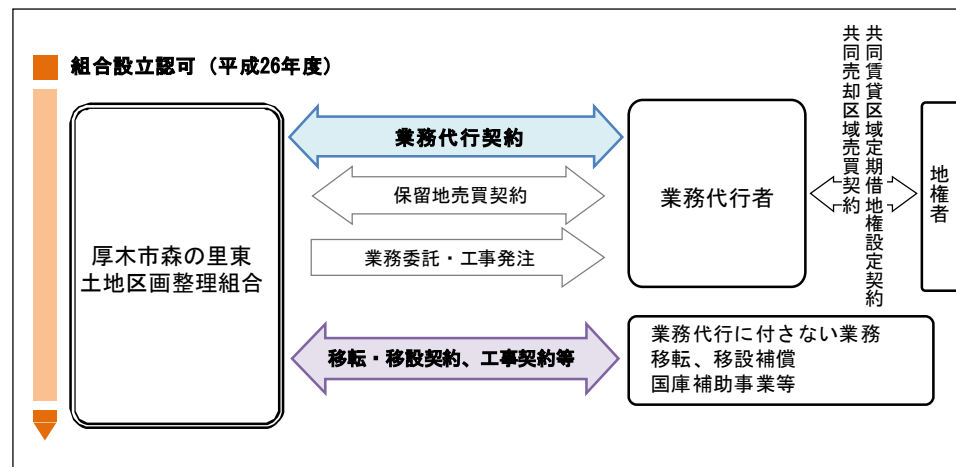 組合設立認可（平成26年度）
厚木市森の里東
土地区画整理組合
業務代行契約
保留地売買契約
業務委託・工事発注
移転・移設契約、工事契約等
業務代行者
共同賃貸区域定期借地権設定契約
共同売却区域売買契約
地権者
業務代行に付さない業務
移転、移設補償
国庫補助事業等